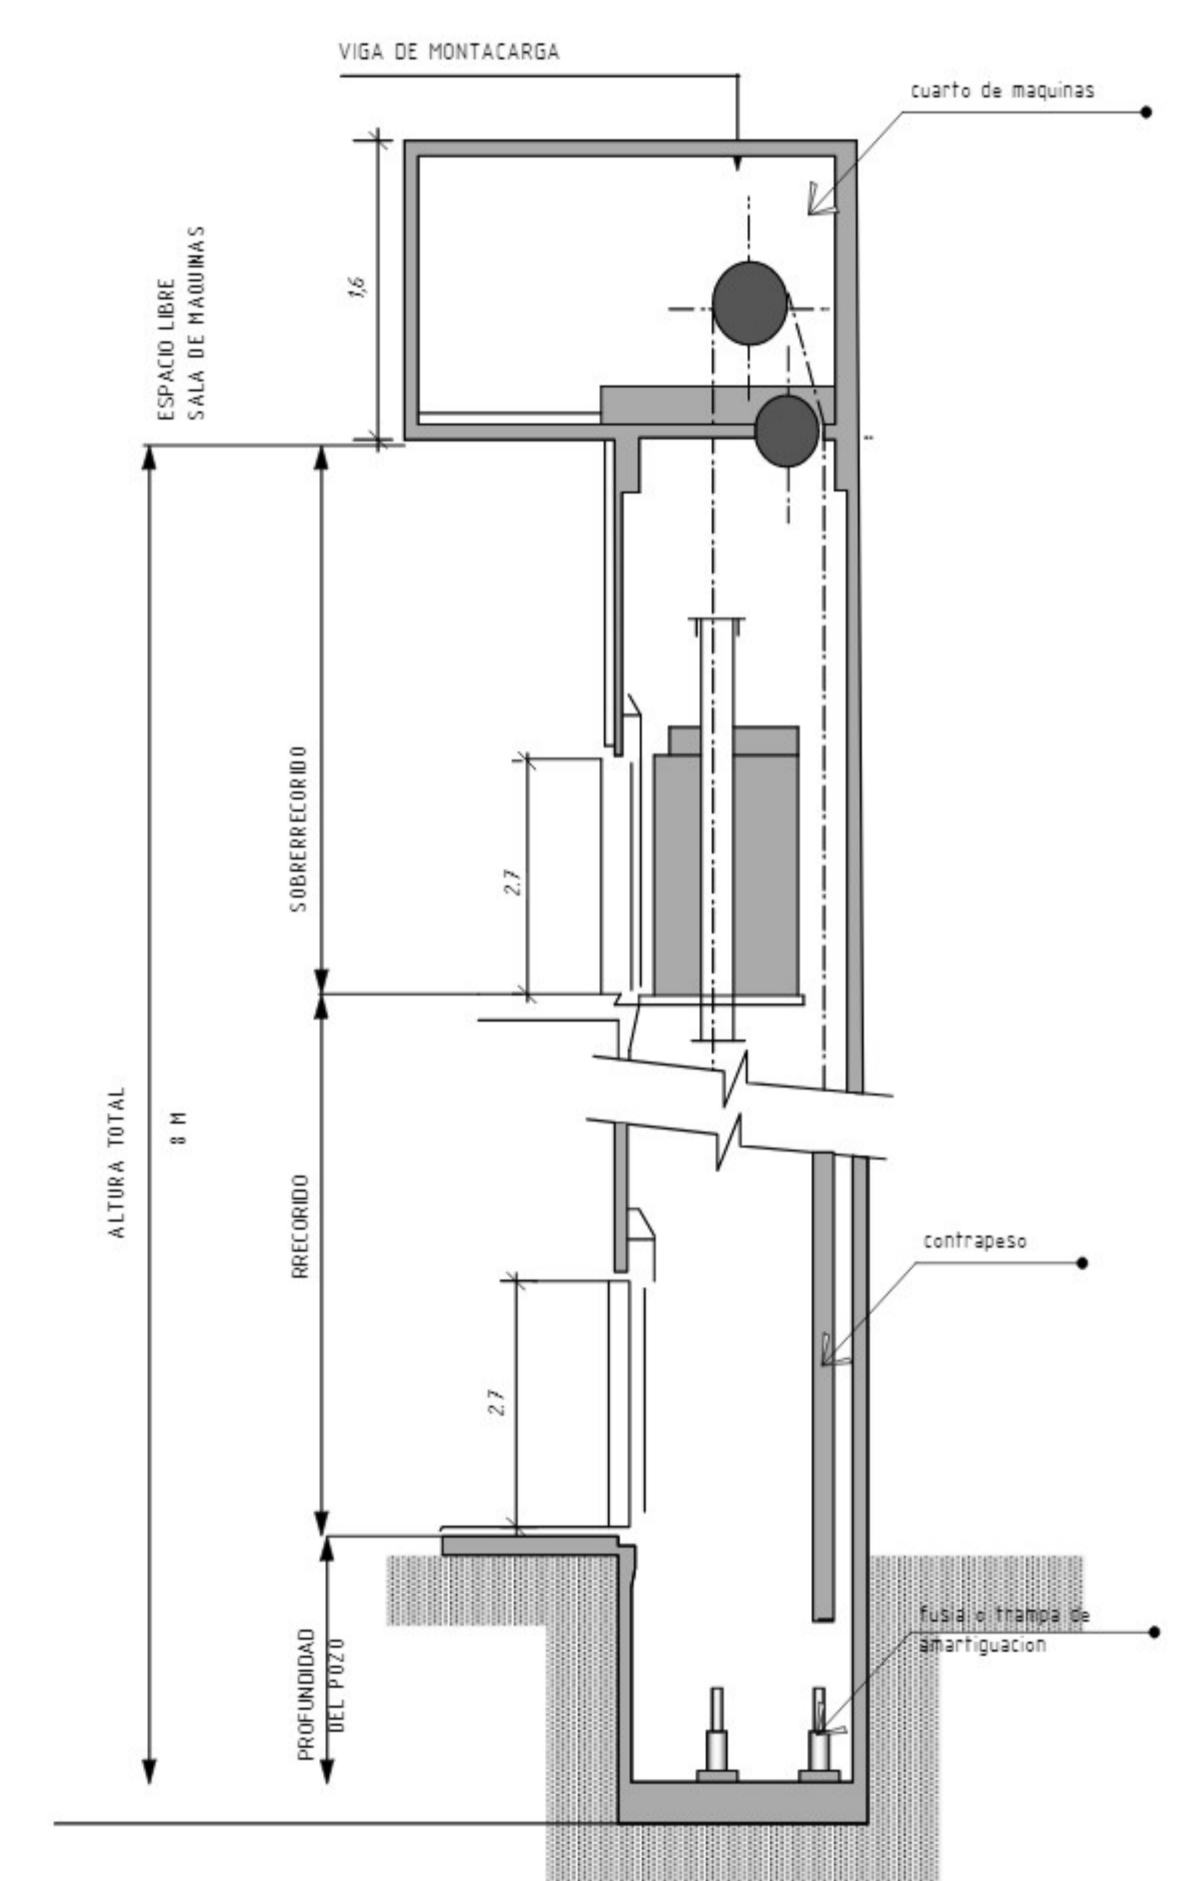 VIGA DE MONTACARGA
cuarto de maquinas
ESPACIO LIBRE
SALA DE MAQUINAS
1,6
SOBERRECORIDO
2.7
ALTURA TOTAL
8 M
RRECORIDO
contrapeso
2.7
fusia o trampa de
amartiguacion
PROFUNDIDAD
DEL POZO